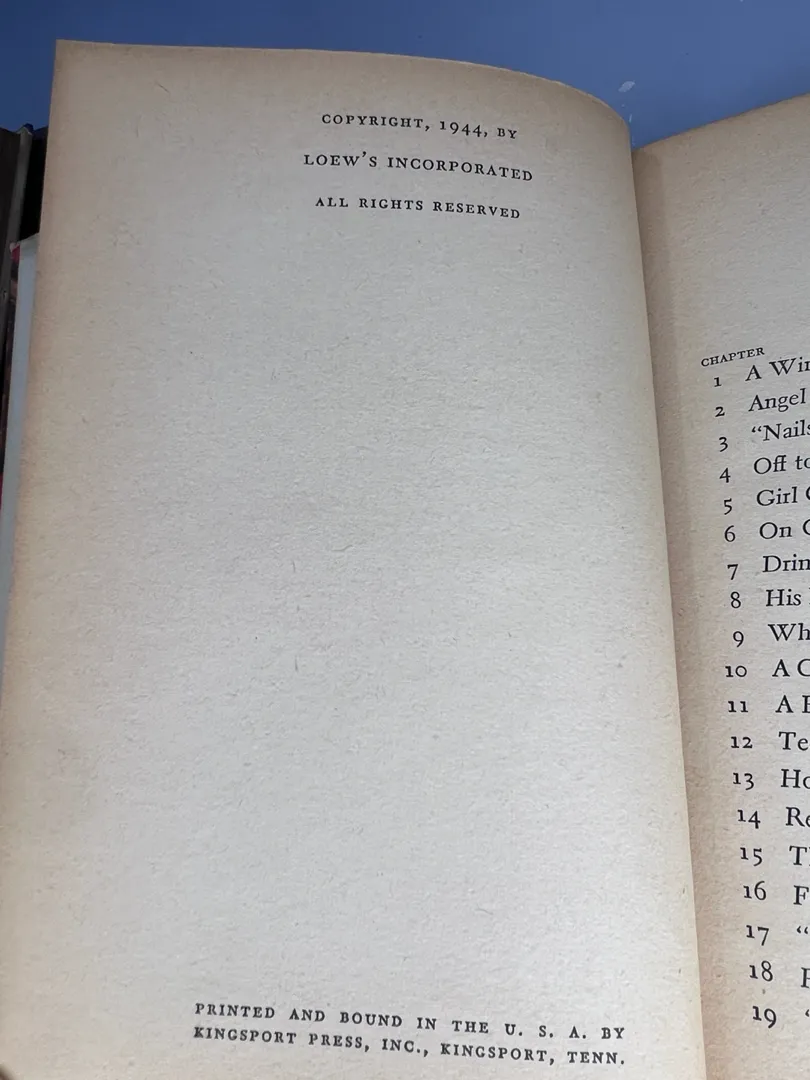 COPYRIGHT, 1944, BY
LOEW'S INCORPORATED
ALL RIGHTS RESERVED
PRINTED AND BOUND IN THE U. S. A. BY
KINGSPORT PRESS, INC., KINGSPORT, TENN.
CHAPTER
1 A
2 Angel
3 "Nails
4 Off
5 Girl
6 On
7
8 His
9
10 A
11 A
12
13
14
15
16
17 "
18
19 "